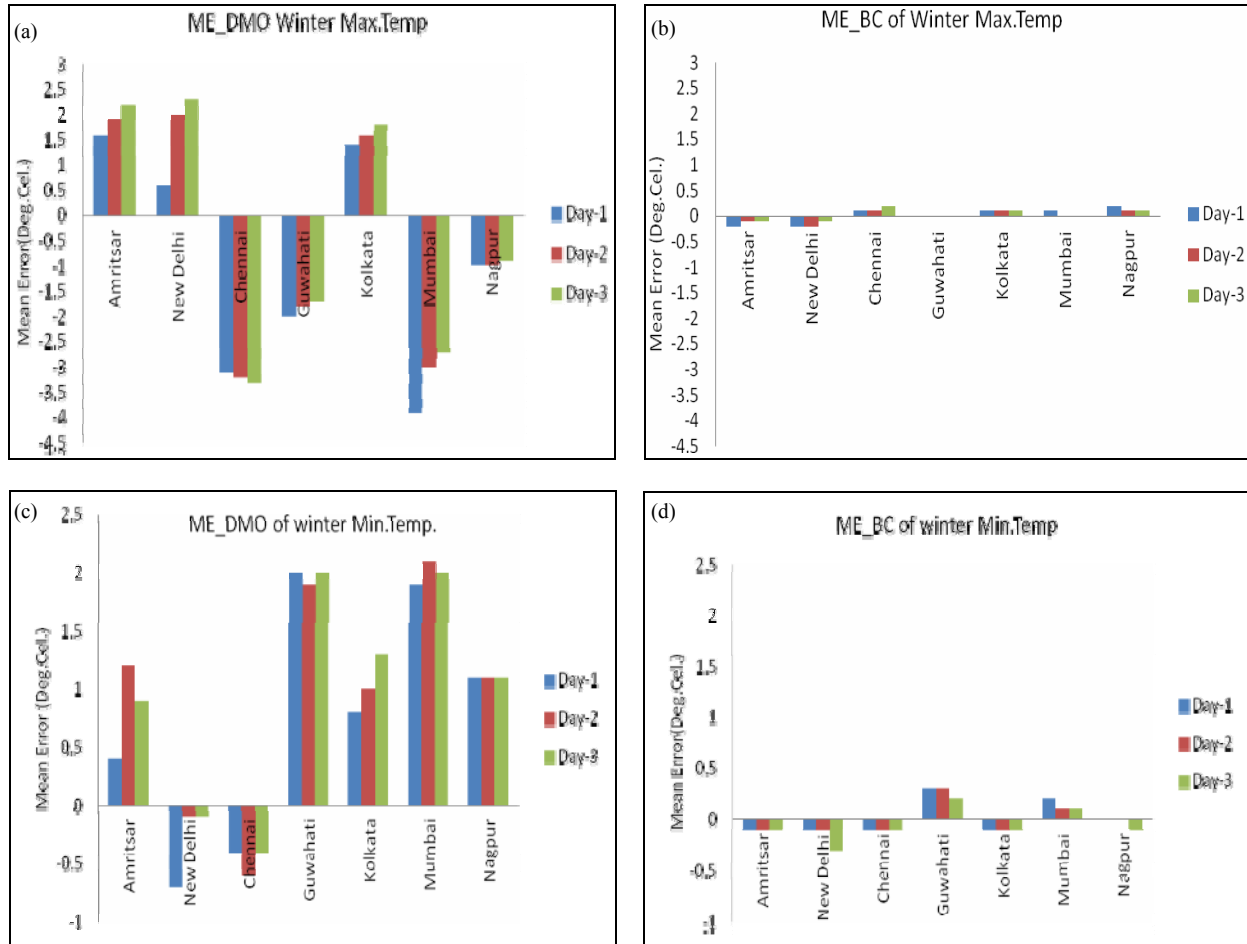 (a)
ME_DMO Winter Max.Temp
3
2.5
2
1.5
1
0.5
0
-0.5
-1
-1.5
-2
-2.5
-3
-3.5
-4
-4.5
Mean Error(Deg.Cel.)
Amritsar
New Delhi
Chennai
Guwahati
Kolkata
Mumbai
Nagpur
Day-1
Day-2
Day-3
(b)
ME_BC of Winter Max.Temp
3
2.5
2
1.5
1
0.5
0
-0.5
-1
-1.5
-2
-2.5
-3
-3.5
-4
-4.5
Mean Error (Deg.Cel.)
Amritsar
New Delhi
Chennai
Guwahati
Kolkata
Mumbai
Nagpur
Day-1
Day-2
Day-3
(c)
ME_DMO of winter Min.Temp.
2.5
2
1.5
1
0.5
0
-0.5
-1
Mean Error (Deg.Cel.)
Amritsar
New Delhi
Chennai
Guwahati
Kolkata
Mumbai
Nagpur
Day-1
Day-2
Day-3
(d)
ME_BC of winter Min.Temp
2.5
2
1.5
1
0.5
0
-0.5
-1
Mean Error(Deg.Cel.)
Amritsar
New Delhi
Chennai
Guwahati
Kolkata
Mumbai
Nagpur
Day-1
Day-2
Day-3